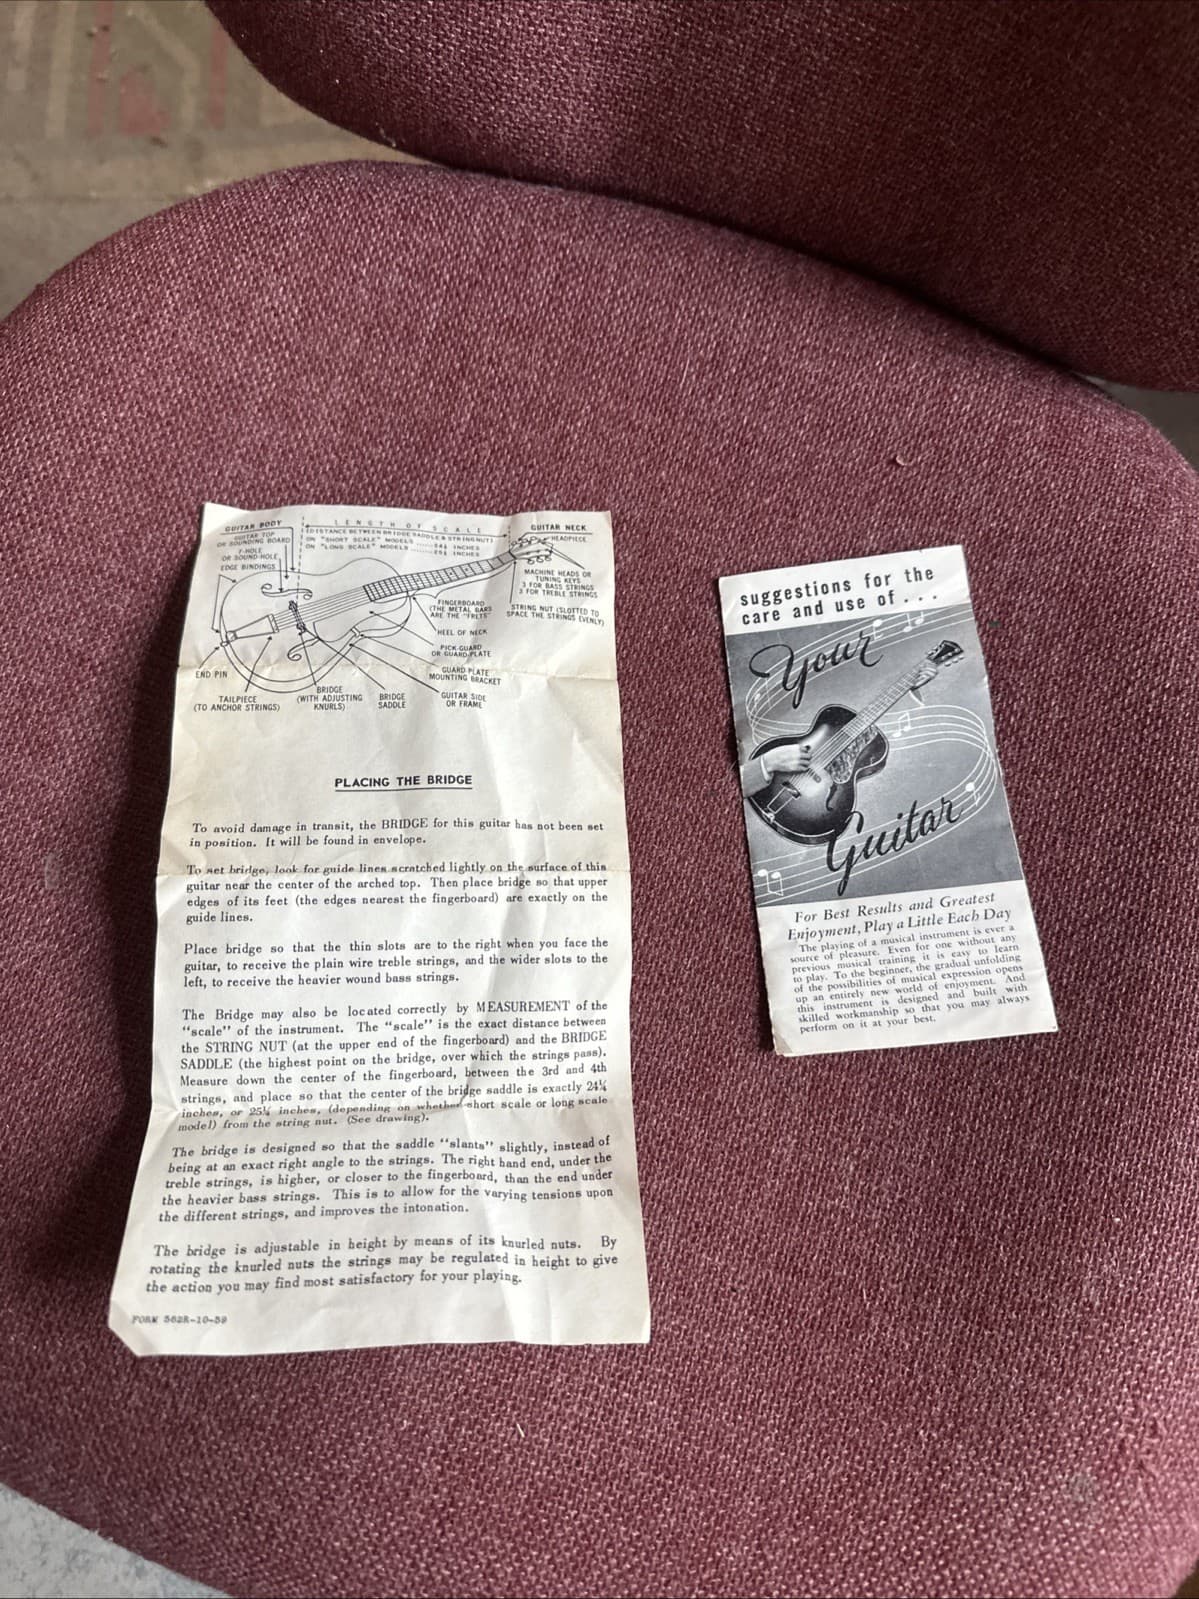 GUITAR BODY
LENGTH OF SCALE
(DISTANCE BETWEEN BRIDGE SADDLE & STRING NUT)
ON "SHORT SCALE" MODELS
INCHES
ON "LONG SCALE" MODELS
INCHES
GUITAR NECK
HEADPIECE
GUITAR TOP
OR SOUNDING BOARD
F-HOLE
OR SOUND-HOLE
EDGE BINDINGS
MACHINE HEADS OR
TUNING KEYS
3 FOR BASS STRINGS
3 FOR TREBLE STRINGS
STRING NUT (SLOTTED TO
SPACE THE STRINGS EVENLY)
FINGERBOARD
(THE METAL BARS
ARE THE "FRETS")
HEEL OF NECK
PICK-GUARD
OR GUARD-PLATE
GUARD PLATE
MOUNTING BRACKET
GUITAR SIDE
OR FRAME
END PIN
TAILPIECE
(TO ANCHOR STRINGS)
BRIDGE
(WITH ADJUSTING
KNURLS)
BRIDGE
SADDLE
PLACING THE BRIDGE
To avoid damage in transit, the BRIDGE for this guitar has not been set
in position. It will be found in envelope.
To set bridge, look for guide lines scratched lightly on the surface of this
guitar near the center of the arched top. Then place bridge so that upper
edges of its feet (the edges nearest the fingerboard) are exactly on the
guide lines.
Place bridge so that the thin slots are to the right when you face the
guitar, to receive the plain wire treble strings, and the wider slots to the
left, to receive the heavier wound bass strings.
The Bridge may also be located correctly by MEASUREMENT of the
"scale" of the instrument. The "scale" is the exact distance between
the STRING NUT (at the upper end of the fingerboard) and the BRIDGE
SADDLE (the highest point on the bridge, over which the strings pass).
Measure down the center of the fingerboard, between the 3rd and 4th
strings, and place so that the center of the bridge saddle is exactly 24¼
inches, or 25¼ inches, (depending on whether short scale or long scale
model) from the string nut. (See drawing).
The bridge is designed so that the saddle "slants" slightly, instead of
being at an exact right angle to the strings. The right hand end, under the
treble strings, is higher, or closer to the fingerboard, than the end under
the heavier bass strings. This is to allow for the varying tensions upon
the different strings, and improves the intonation.
The bridge is adjustable in height by means of its knurled nuts. By
rotating the knurled nuts the strings may be regulated in height to give
the action you may find most satisfactory for your playing.
FORM 562R-10-59
suggestions for the
care and use of . . .
Your
Guitar
For Best Results and Greatest
Enjoyment, Play a Little Each Day
The playing of a musical instrument is ever a
source of pleasure. Even for one without any
previous musical training it is easy to learn
to play. To the beginner, the gradual unfolding
of the possibilities of musical expression opens
up an entirely new world of enjoyment. And
this instrument is designed and built with
skilled workmanship so that you may always
perform on it at your best.